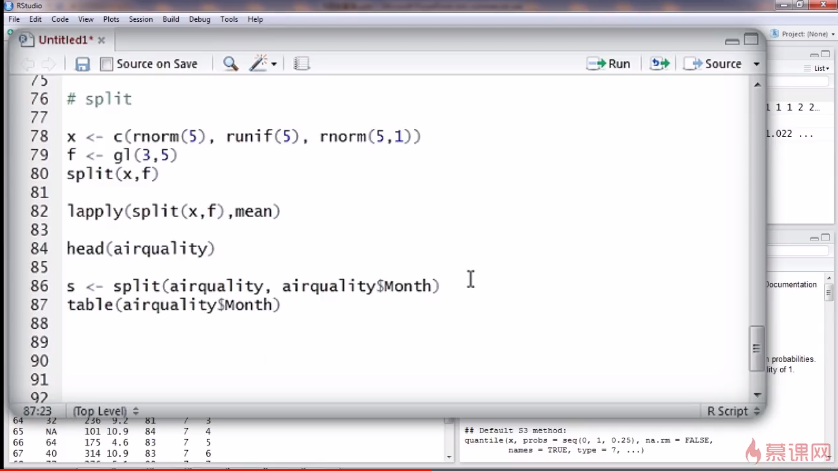 RStudio
File Edit Code View Plots Session Build Debug Tools Help
Project: (None)
Untitled1*
List
Source on Save
Run
Source
75
76 # split
77
78 x <- c(rnorm(5), runif(5), rnorm(5,1))
79 f <- gl(3,5)
80 split(x,f)
81
82 lapply(split(x,f),mean)
83
84 head(airquality)
85
86 s <- split(airquality, airquality$Month)
87 table(airquality$Month)
88
89
90
91
92
87:23 (Top Level) R Script
1 1 1 2 2...
1.022 ...
Documentation
n probabilities.
lity of 1.
64 32 236 9.2 81 7 3
65 NA 101 10.9 84 7 4
66 64 175 4.6 83 7 5
67 40 314 10.9 83 7 6
## Default S3 method:
quantile(x, probs = seq(0, 1, 0.25), na.rm = FALSE,
names = TRUE, type = 7, ...)
慕课网